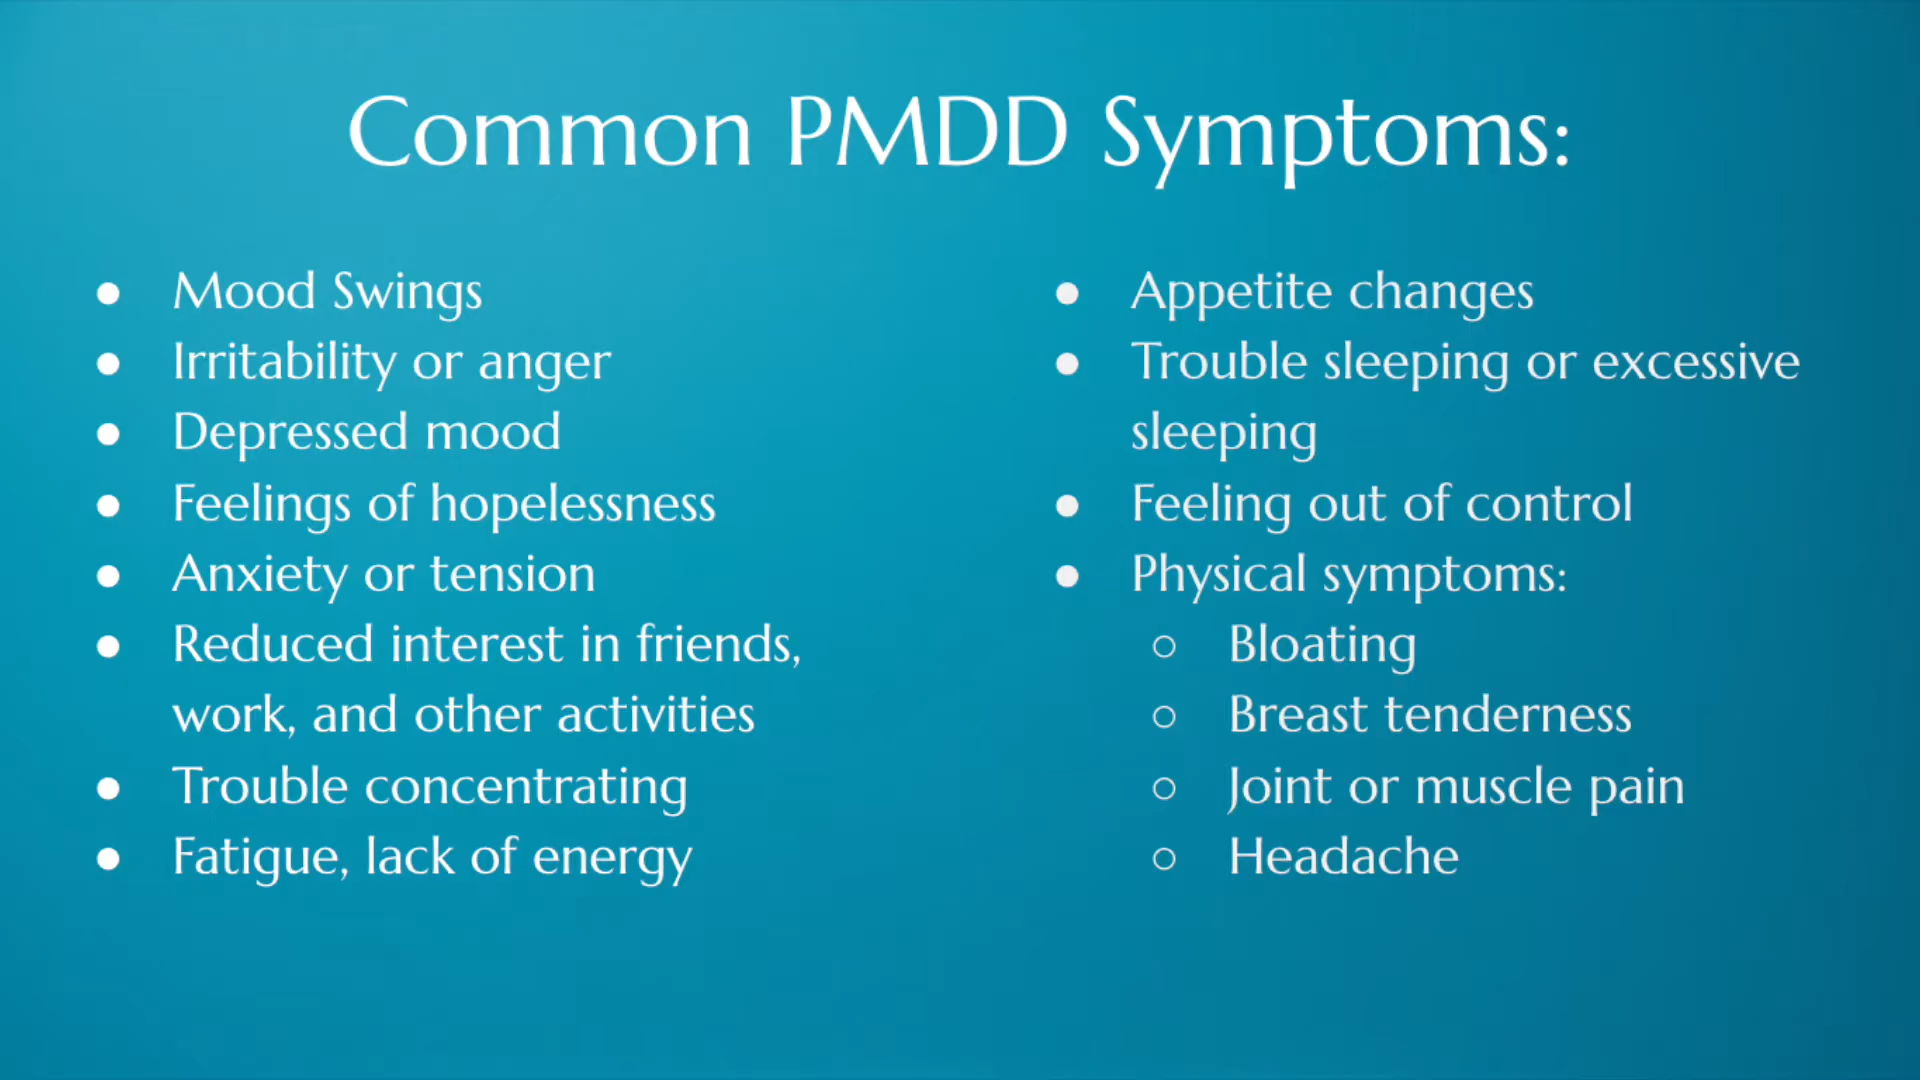 Common PMDD Symptoms:
● Mood Swings
● Irritability or anger
● Depressed mood
● Feelings of hopelessness
● Anxiety or tension
● Reduced interest in friends,
work, and other activities
● Trouble concentrating
● Fatigue, lack of energy
● Appetite changes
● Trouble sleeping or excessive
sleeping
● Feeling out of control
● Physical symptoms:
○ Bloating
○ Breast tenderness
○ Joint or muscle pain
○ Headache